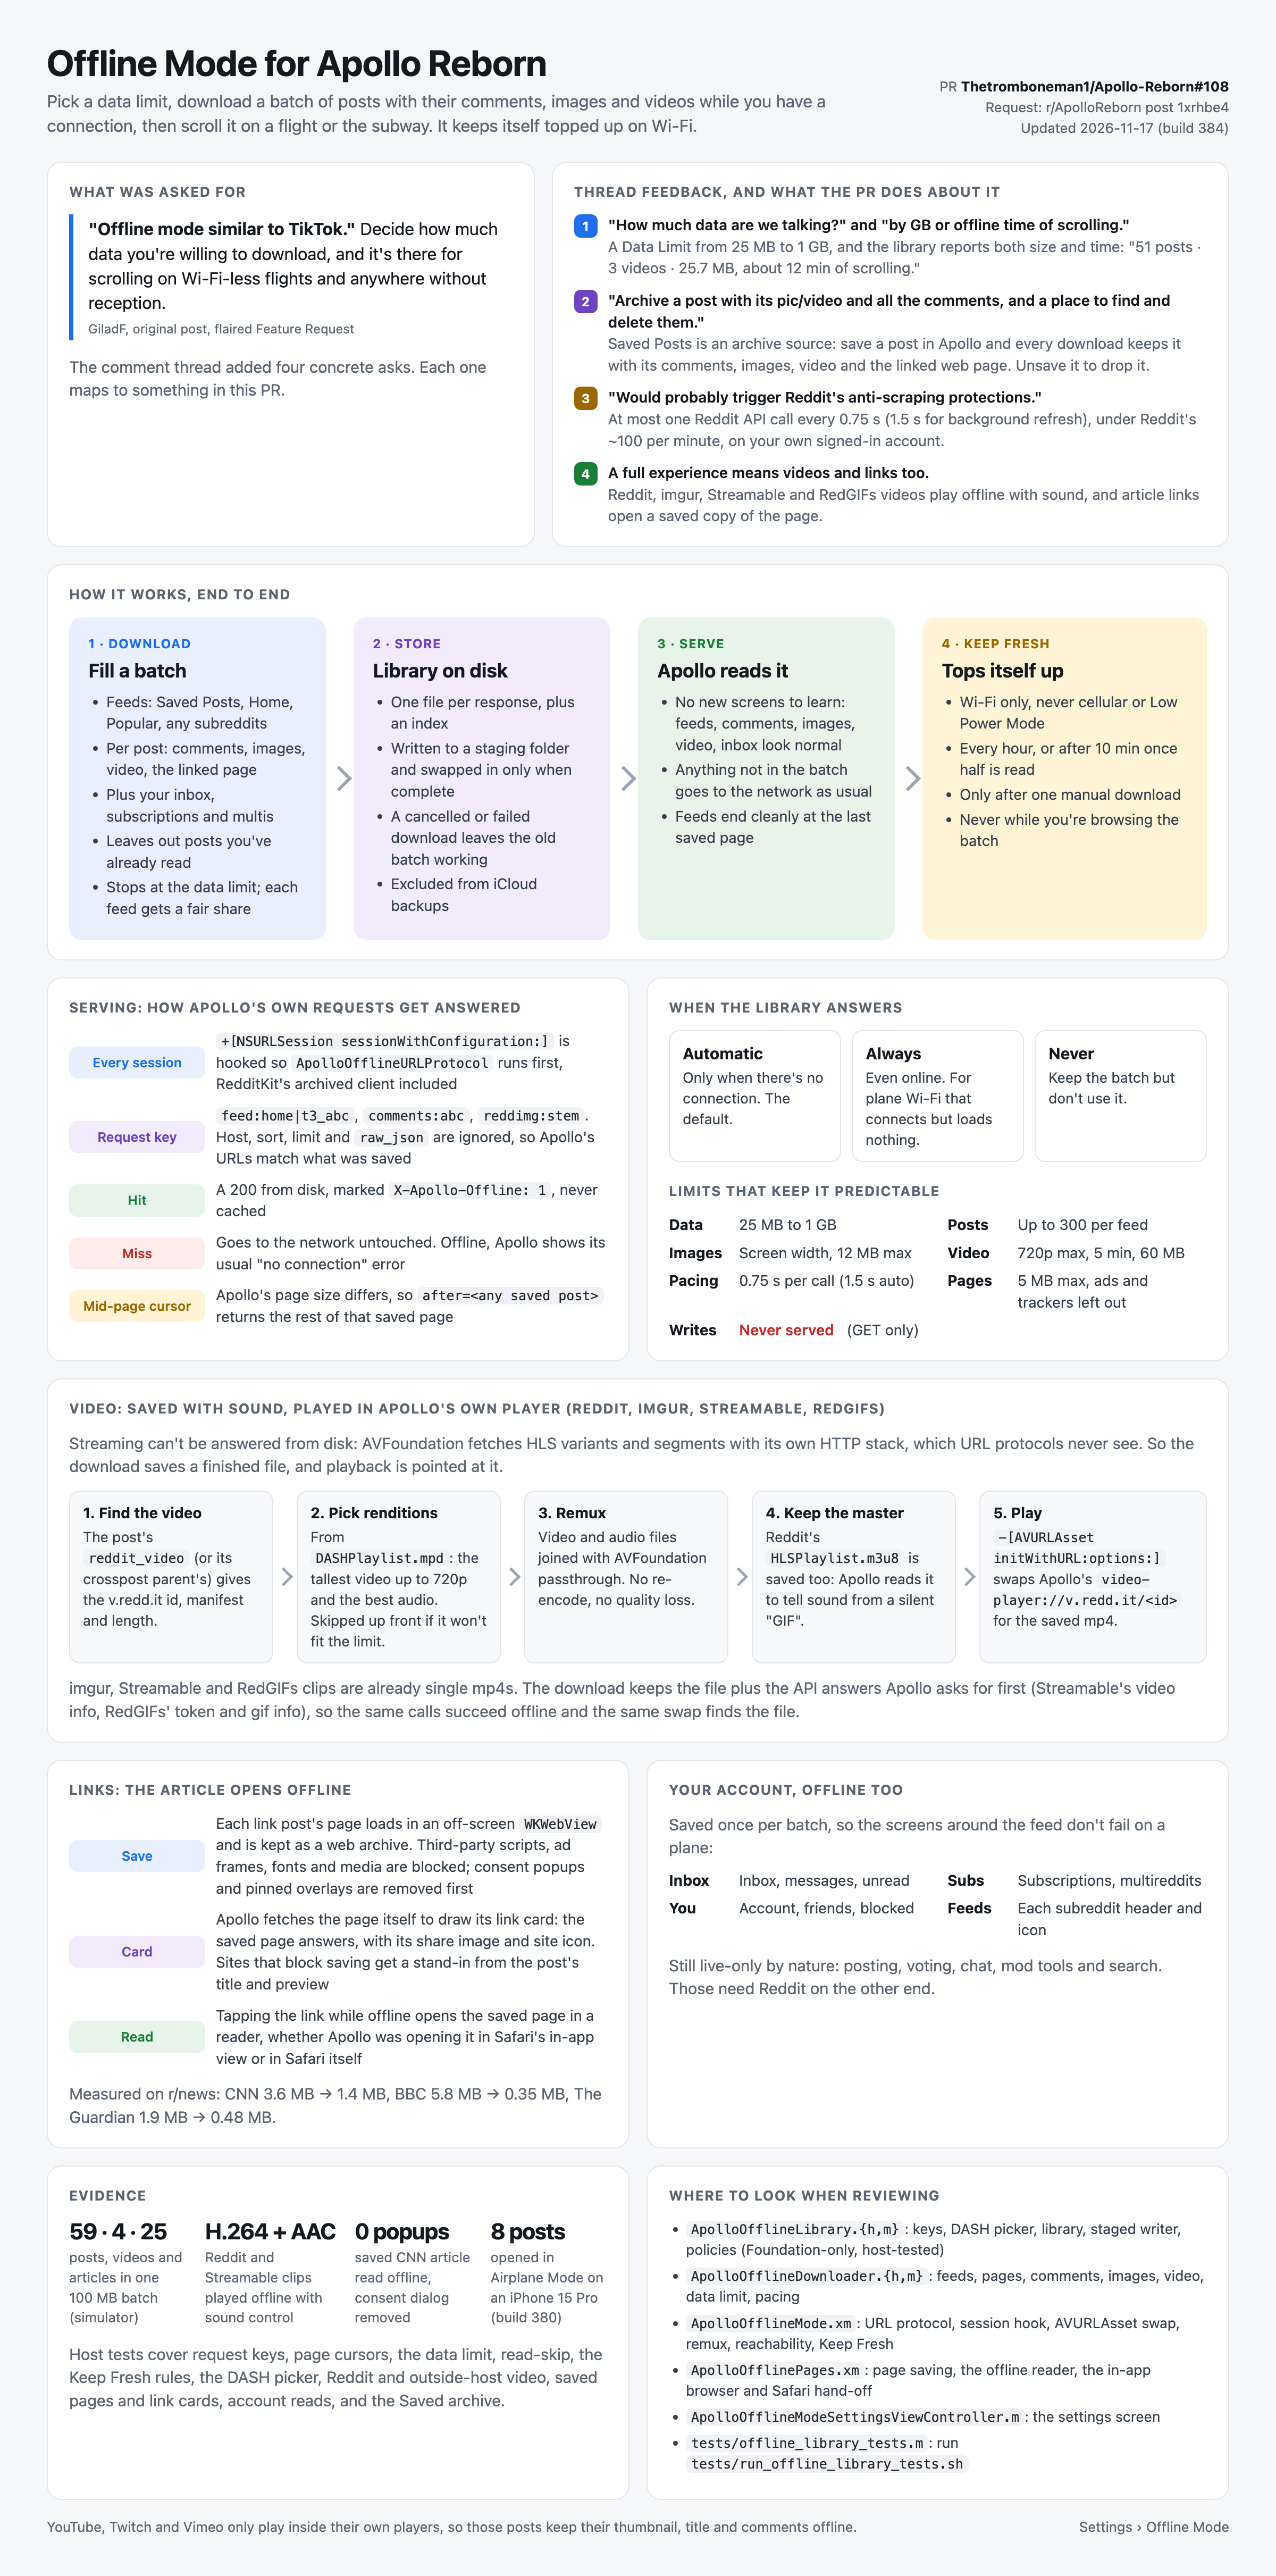 Offline Mode for Apollo Reborn
Pick a data limit, download a batch of posts with their comments, images and videos while you have a
connection, then scroll it on a flight or the subway. It keeps itself topped up on Wi-Fi.
PR Thetromboneman1/Apollo-Reborn#108
Request: r/ApolloReborn post 1xrhbe4
Updated 2026-11-17 (build 384)
WHAT WAS ASKED FOR
"Offline mode similar to TikTok." Decide how much
data you're willing to download, and it's there for
scrolling on Wi-Fi-less flights and anywhere without
reception.
GiladF, original post, flaired Feature Request
The comment thread added four concrete asks. Each one
maps to something in this PR.
THREAD FEEDBACK, AND WHAT THE PR DOES ABOUT IT
1
"How much data are we talking?" and "by GB or offline time of scrolling."
A Data Limit from 25 MB to 1 GB, and the library reports both size and time: "51 posts ·
3 videos · 25.7 MB, about 12 min of scrolling."
2
"Archive a post with its pic/video and all the comments, and a place to find and
delete them."
Saved Posts is an archive source: save a post in Apollo and every download keeps it
with its comments, images, video and the linked web page. Unsave it to drop it.
3
"Would probably trigger Reddit's anti-scraping protections."
At most one Reddit API call every 0.75 s (1.5 s for background refresh), under Reddit's
~100 per minute, on your own signed-in account.
4
A full experience means videos and links too.
Reddit, imgur, Streamable and RedGIFs videos play offline with sound, and article links
open a saved copy of the page.
HOW IT WORKS, END TO END
1 · DOWNLOAD
Fill a batch
• Feeds: Saved Posts, Home,
Popular, any subreddits
• Per post: comments, images,
video, the linked page
• Plus your inbox,
subscriptions and multis
• Leaves out posts you've
already read
• Stops at the data limit; each
feed gets a fair share
2 · STORE
Library on disk
• One file per response, plus
an index
• Written to a staging folder
and swapped in only when
complete
• A cancelled or failed
download leaves the old
batch working
• Excluded from iCloud
backups
3 · SERVE
Apollo reads it
• No new screens to learn:
feeds, comments, images,
video, inbox look normal
• Anything not in the batch
goes to the network as usual
• Feeds end cleanly at the last
saved page
4 · KEEP FRESH
Tops itself up
• Wi-Fi only, never cellular or Low
Power Mode
• Every hour, or after 10 min once
half is read
• Only after one manual download
• Never while you're browsing the
batch
SERVING: HOW APOLLO'S OWN REQUESTS GET ANSWERED
Every session
+[NSURLSession sessionWithConfiguration:] is
hooked so ApolloOfflineURLProtocol runs first,
RedditKit's archived client included
Request key
feed:home|t3_abc, comments:abc, reddimg:stem.
Host, sort, limit and raw_json are ignored, so Apollo's
URLs match what was saved
Hit
A 200 from disk, marked X-Apollo-Offline: 1, never
cached
Miss
Goes to the network untouched. Offline, Apollo shows its
usual "no connection" error
Mid-page cursor
Apollo's page size differs, so after=<any saved post>
returns the rest of that saved page
WHEN THE LIBRARY ANSWERS
Automatic
Only when there's no
connection. The
default.
Always
Even online. For
plane Wi-Fi that
connects but loads
nothing.
Never
Keep the batch but
don't use it.
LIMITS THAT KEEP IT PREDICTABLE
Data 25 MB to 1 GB Posts Up to 300 per feed
Images Screen width, 12 MB max Video 720p max, 5 min, 60 MB
Pacing 0.75 s per call (1.5 s auto) Pages 5 MB max, ads and
trackers left out
Writes Never served (GET only)
VIDEO: SAVED WITH SOUND, PLAYED IN APOLLO'S OWN PLAYER (REDDIT, IMGUR, STREAMABLE, REDGIFS)
Streaming can't be answered from disk: AVFoundation fetches HLS variants and segments with its own HTTP stack, which URL protocols never see. So the
download saves a finished file, and playback is pointed at it.
1. Find the video
The post's
reddit_video (or its
crosspost parent's) gives
the v.redd.it id, manifest
and length.
2. Pick renditions
From
DASHPlaylist.mpd: the
tallest video up to 720p
and the best audio.
Skipped up front if it won't
fit the limit.
3. Remux
Video and audio files
joined with AVFoundation
passthrough. No re-
encode, no quality loss.
4. Keep the master
Reddit's
HLSPlaylist.m3u8 is
saved too: Apollo reads it
to tell sound from a silent
"GIF".
5. Play
-[AVURLAsset
initWithURL:options:]
swaps Apollo's video-
player://v.redd.it/<id>
for the saved mp4.
imgur, Streamable and RedGIFs clips are already single mp4s. The download keeps the file plus the API answers Apollo asks for first (Streamable's video
info, RedGIFs' token and gif info), so the same calls succeed offline and the same swap finds the file.
LINKS: THE ARTICLE OPENS OFFLINE
Save
Each link post's page loads in an off-screen WKWebView
and is kept as a web archive. Third-party scripts, ad
frames, fonts and media are blocked; consent popups
and pinned overlays are removed first
Card
Apollo fetches the page itself to draw its link card: the
saved page answers, with its share image and site icon.
Sites that block saving get a stand-in from the post's
title and preview
Read
Tapping the link while offline opens the saved page in a
reader, whether Apollo was opening it in Safari's in-app
view or in Safari itself
Measured on r/news: CNN 3.6 MB → 1.4 MB, BBC 5.8 MB → 0.35 MB, The
Guardian 1.9 MB → 0.48 MB.
YOUR ACCOUNT, OFFLINE TOO
Saved once per batch, so the screens around the feed don't fail on a
plane:
Inbox Inbox, messages, unread Subs Subscriptions, multireddits
You Account, friends, blocked Feeds Each subreddit header and
icon
Still live-only by nature: posting, voting, chat, mod tools and search.
Those need Reddit on the other end.
EVIDENCE
59 · 4 · 25
posts, videos and
articles in one
100 MB batch
(simulator)
H.264 + AAC
Reddit and
Streamable clips
played offline with
sound control
0 popups
saved CNN article
read offline,
consent dialog
removed
8 posts
opened in
Airplane Mode on
an iPhone 15 Pro
(build 380)
Host tests cover request keys, page cursors, the data limit, read-skip, the
Keep Fresh rules, the DASH picker, Reddit and outside-host video, saved
pages and link cards, account reads, and the Saved archive.
WHERE TO LOOK WHEN REVIEWING
• ApolloOfflineLibrary.{h,m}: keys, DASH picker, library, staged writer,
policies (Foundation-only, host-tested)
• ApolloOfflineDownloader.{h,m}: feeds, pages, comments, images, video,
data limit, pacing
• ApolloOfflineMode.xm: URL protocol, session hook, AVURLAsset swap,
remux, reachability, Keep Fresh
• ApolloOfflinePages.xm: page saving, the offline reader, the in-app
browser and Safari hand-off
• ApolloOfflineModeSettingsViewController.m: the settings screen
• tests/offline_library_tests.m: run
tests/run_offline_library_tests.sh
YouTube, Twitch and Vimeo only play inside their own players, so those posts keep their thumbnail, title and comments offline.
Settings › Offline Mode